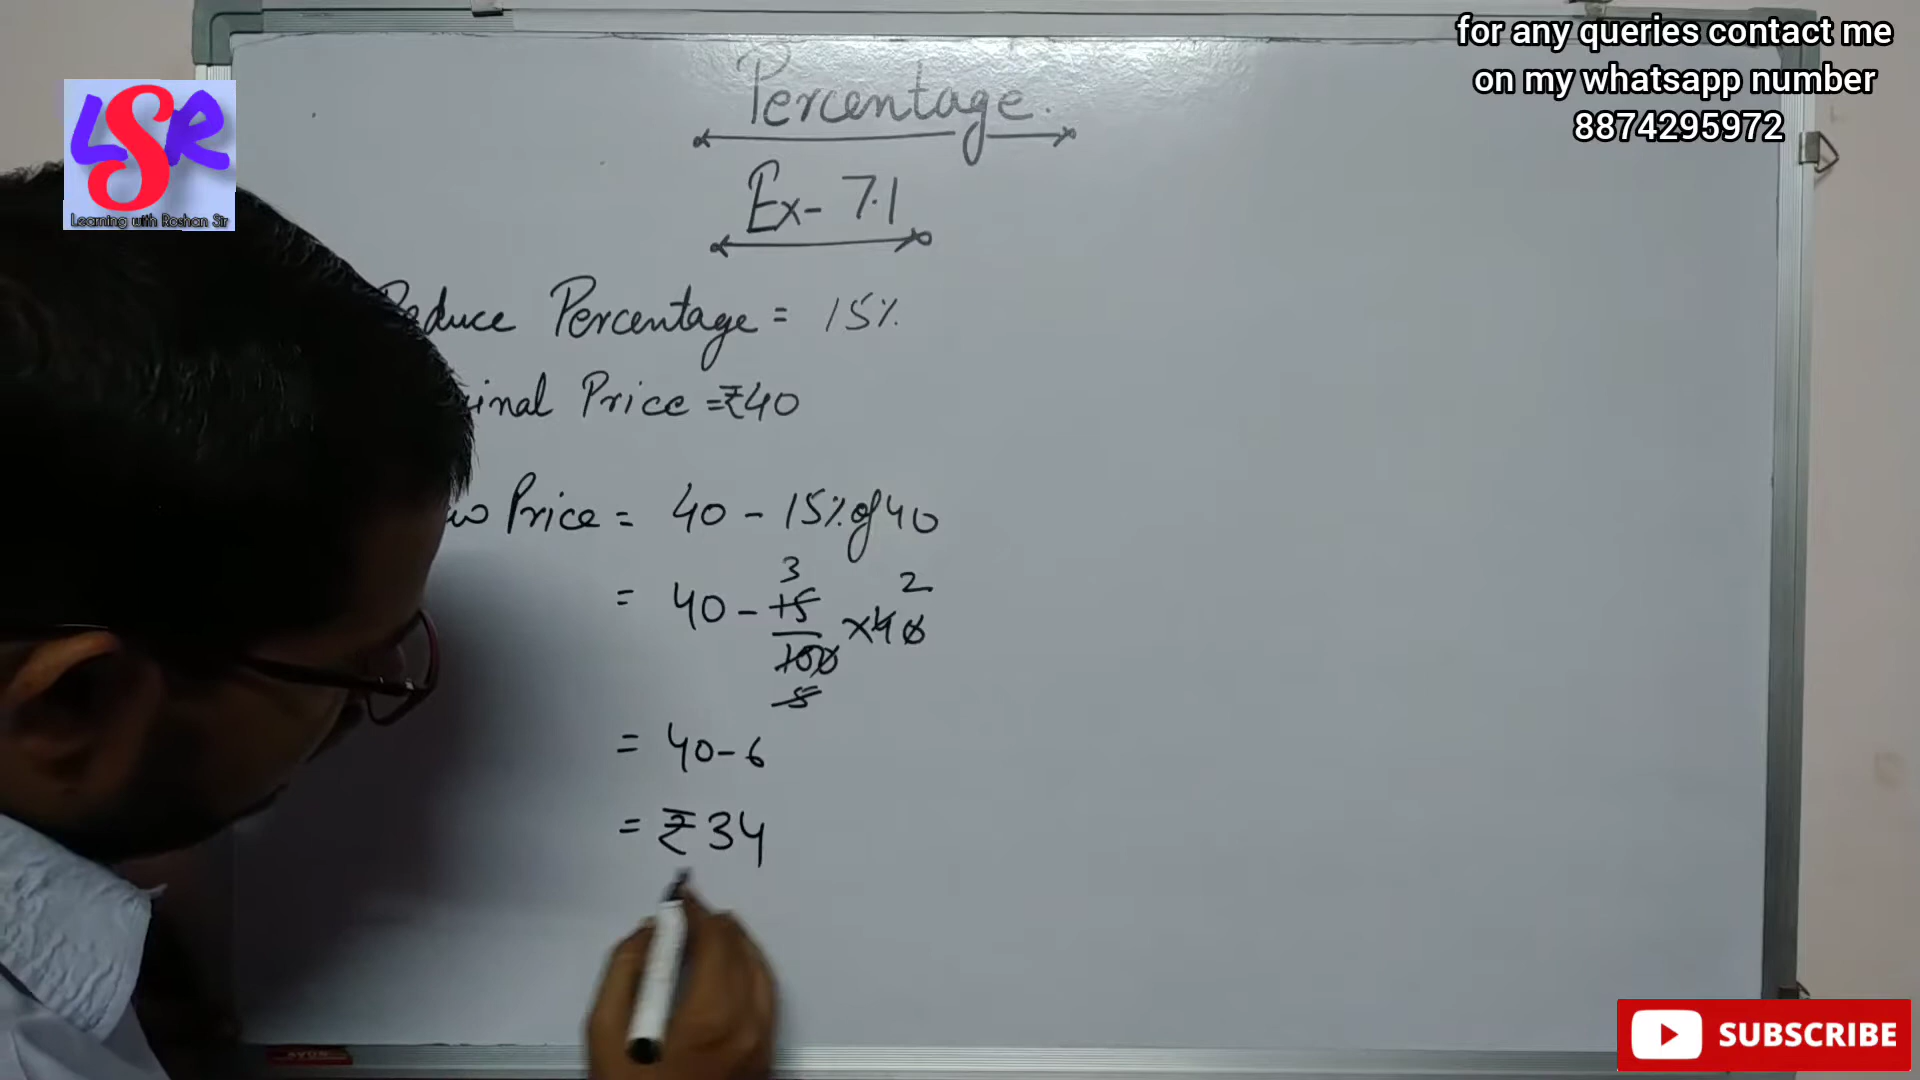 for any queries contact me
on my whatsapp number
8874295972
LSR
Learning with Roshan Sir
Percentage.
Ex- 7.1
Reduce Percentage = 15%
inal Price =₹40
w Price = 40 - 15% of 40
= 40 - 15/100 ×40
3 2
5
= 40-6
= ₹34
SUBSCRIBE